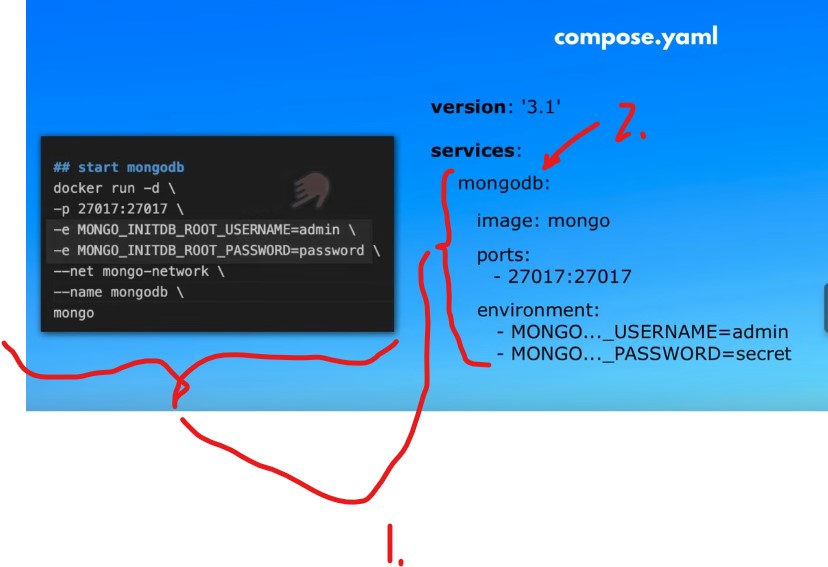 compose.yaml
## start mongodb
docker run -d \
-p 27017:27017 \
-e MONGO_INITDB_ROOT_USERNAME=admin \
-e MONGO_INITDB_ROOT_PASSWORD=password \
--net mongo-network \
--name mongodb \
mongo
version: '3.1'
services:
mongodb:
image: mongo
ports:
- 27017:27017
environment:
- MONGO..._USERNAME=admin
- MONGO..._PASSWORD=secret
2.
1.